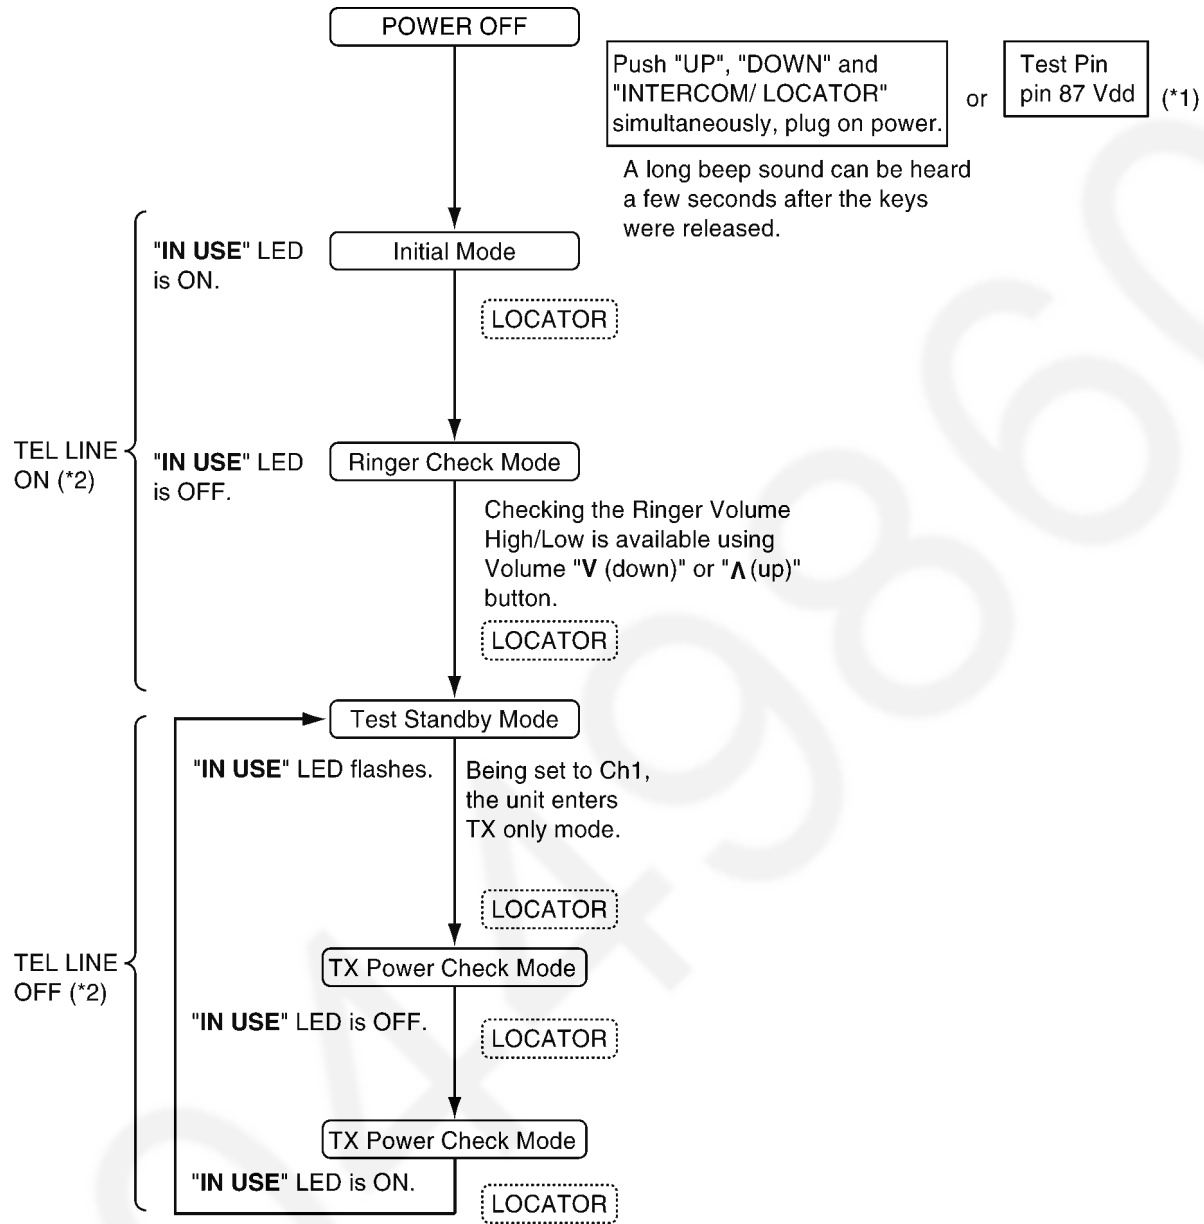 POWER OFF
Push "UP", "DOWN" and
"INTERCOM/ LOCATOR"
simultaneously, plug on power.
or
Test Pin
pin 87 Vdd
(*1)
A long beep sound can be heard
a few seconds after the keys
were released.
"IN USE" LED
is ON.
Initial Mode
LOCATOR
TEL LINE
ON (*2)
"IN USE" LED
is OFF.
Ringer Check Mode
Checking the Ringer Volume
High/Low is available using
Volume "V (down)" or "Λ (up)"
button.
LOCATOR
Test Standby Mode
"IN USE" LED flashes.
Being set to Ch1,
the unit enters
TX only mode.
LOCATOR
TEL LINE
OFF (*2)
TX Power Check Mode
"IN USE" LED is OFF.
LOCATOR
TX Power Check Mode
"IN USE" LED is ON.
LOCATOR